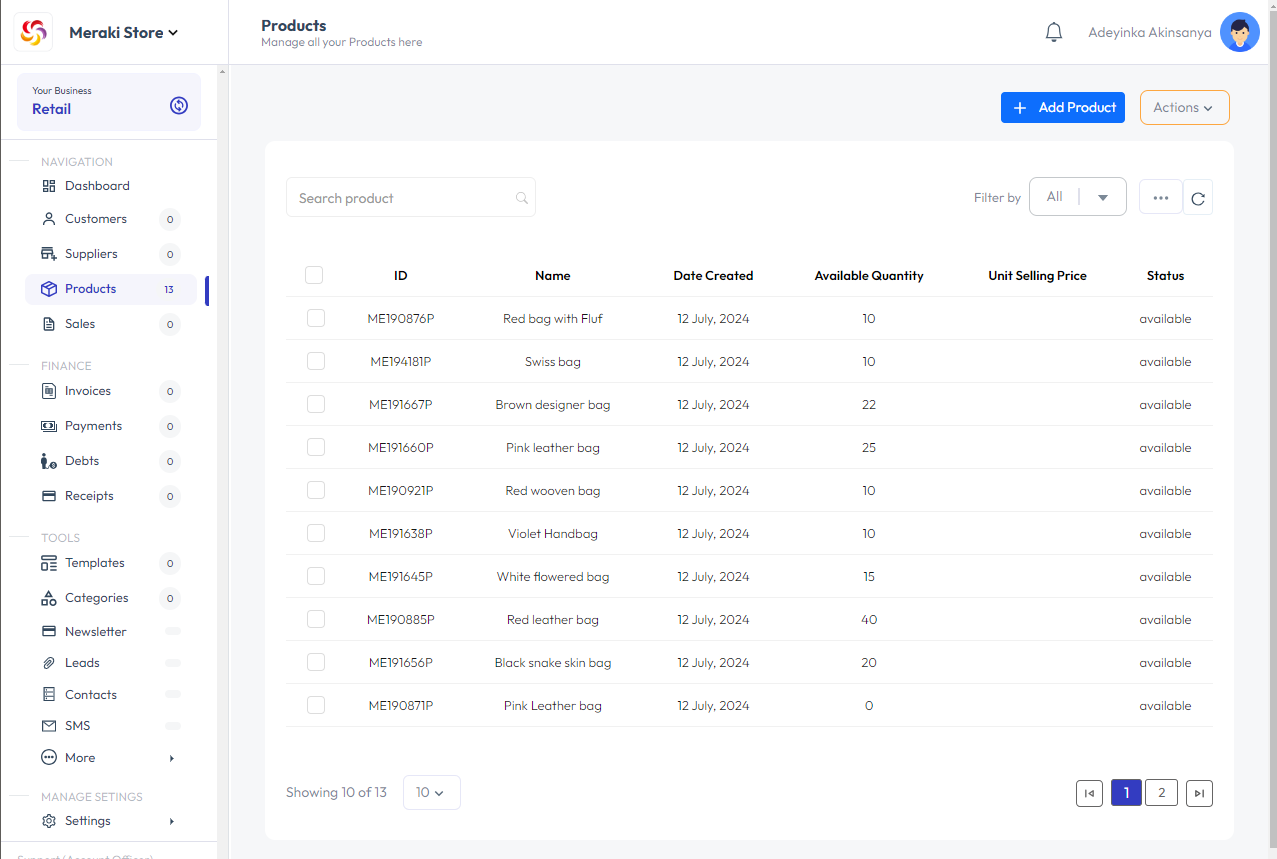 Meraki Store
Products
Manage all your Products here
Adeyinka Akinsanya
Your Business
Retail
Add Product
Actions
NAVIGATION
Dashboard
Customers 0
Suppliers 0
Products 13
Sales 0
FINANCE
Invoices 0
Payments 0
Debts 0
Receipts 0
TOOLS
Templates 0
Categories 0
Newsletter
Leads
Contacts
SMS
More
MANAGE SETINGS
Settings
Support(Account Officer)
Search product
Filter by All
ID Name Date Created Available Quantity Unit Selling Price Status
ME190876P Red bag with Fluf 12 July, 2024 10 available
ME194181P Swiss bag 12 July, 2024 10 available
ME191667P Brown designer bag 12 July, 2024 22 available
ME191660P Pink leather bag 12 July, 2024 25 available
ME190921P Red wooven bag 12 July, 2024 10 available
ME191638P Violet Handbag 12 July, 2024 10 available
ME191645P White flowered bag 12 July, 2024 15 available
ME190885P Red leather bag 12 July, 2024 40 available
ME191656P Black snake skin bag 12 July, 2024 20 available
ME190871P Pink Leather bag 12 July, 2024 0 available
Showing 10 of 13 10
1 2